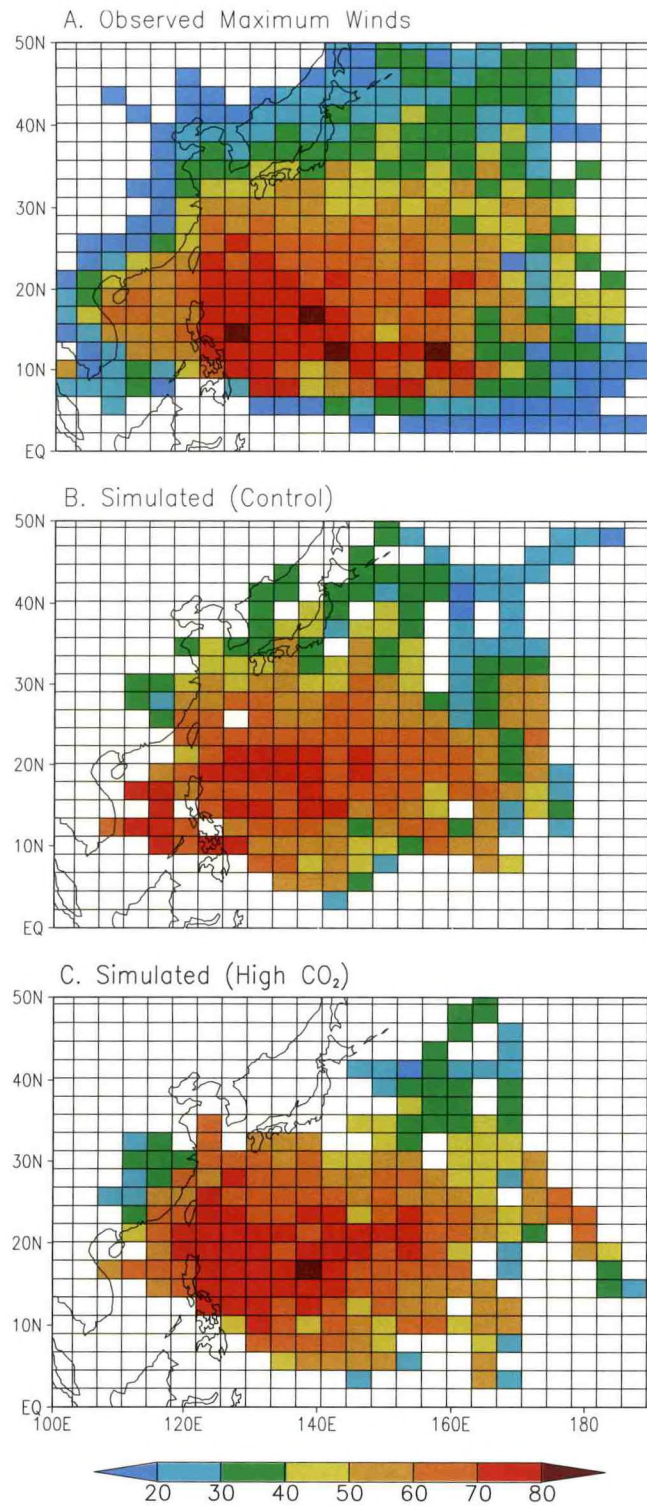 A. Observed Maximum Winds
50N
40N
30N
20N
10N
EQ
B. Simulated (Control)
50N
40N
30N
20N
10N
EQ
C. Simulated (High CO₂)
50N
40N
30N
20N
10N
EQ
100E 120E 140E 160E 180
20 30 40 50 60 70 80